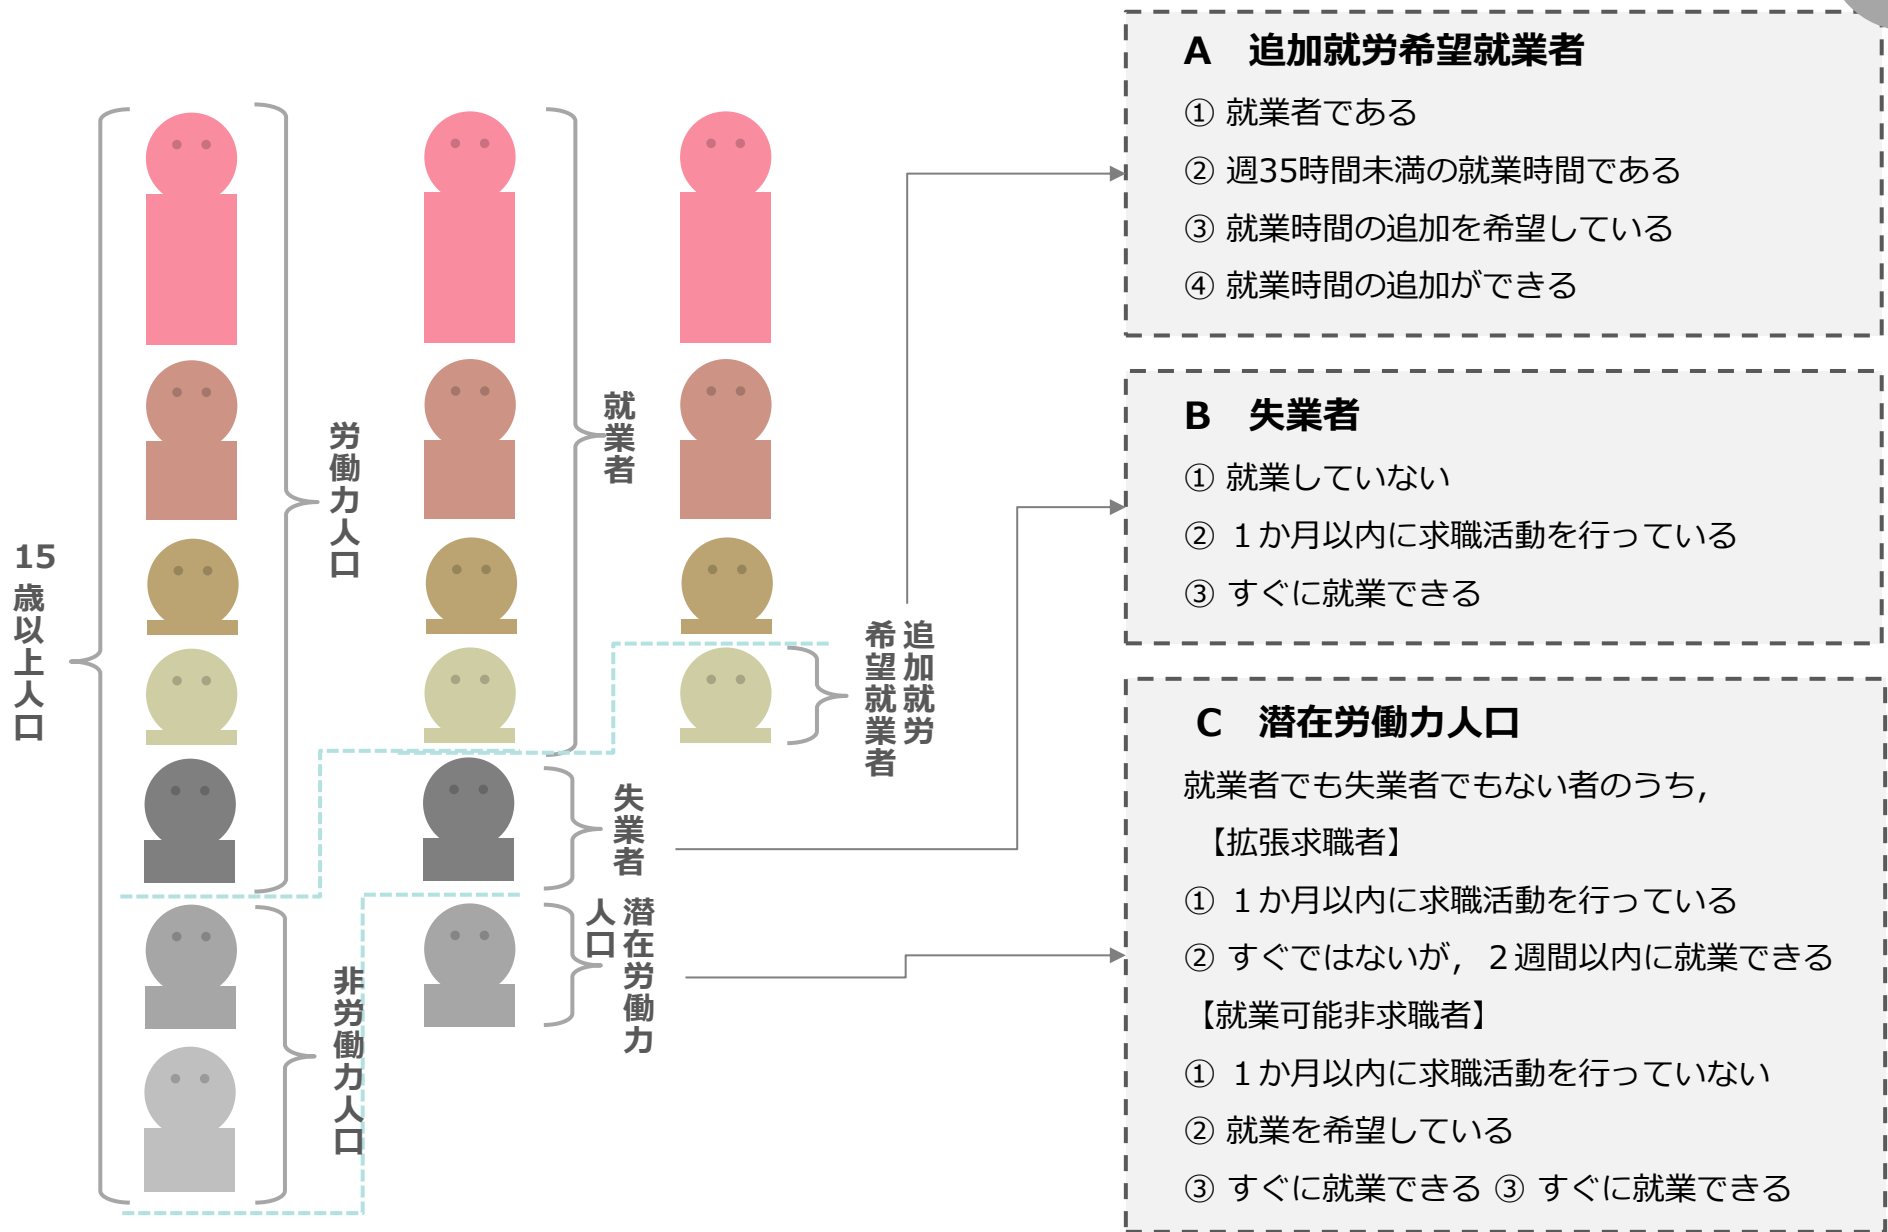 15歳以上人口
労働力人口
非労働力人口
就業者
失業者
潜在労働力
人口
追加就労
希望就業者
A 追加就労希望就業者
① 就業者である
② 週35時間未満の就業時間である
③ 就業時間の追加を希望している
④ 就業時間の追加ができる
B 失業者
① 就業していない
② １か月以内に求職活動を行っている
③ すぐに就業できる
C 潜在労働力人口
就業者でも失業者でもない者のうち,
【拡張求職者】
① １か月以内に求職活動を行っている
② すぐではないが，２週間以内に就業できる
【就業可能非求職者】
① １か月以内に求職活動を行っていない
② 就業を希望している
③ すぐに就業できる ③ すぐに就業できる